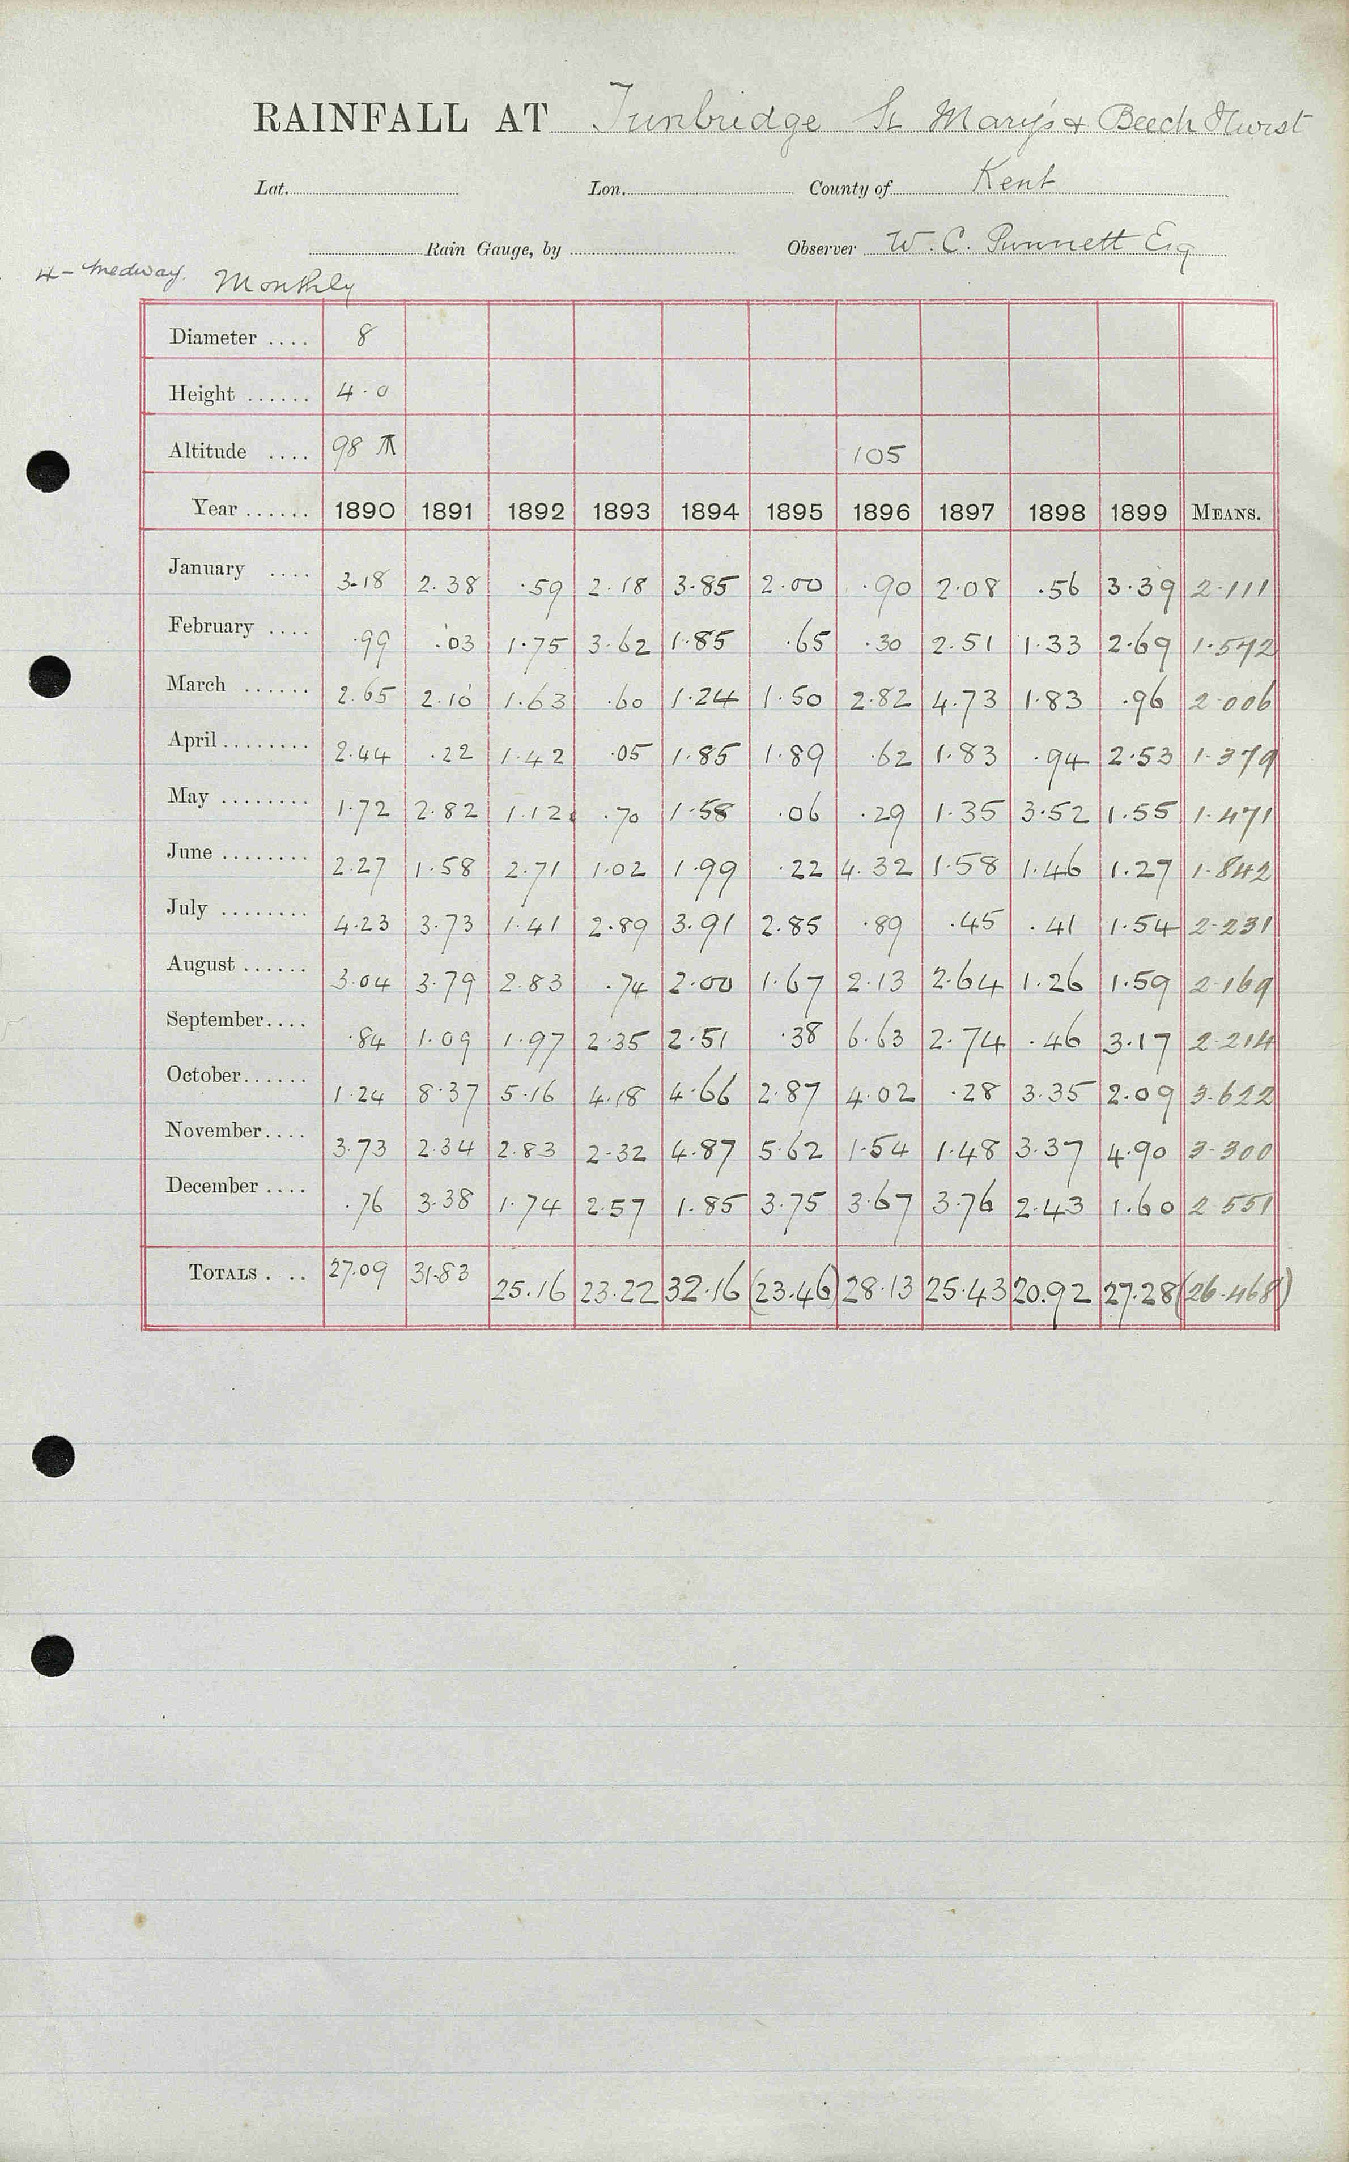 RAINFALL AT Tunbridge St Mary's & Beech Hurst
Lat. Lon. County of Kent
Rain Gauge, by Observer W. C. Punnett Esq
4 - Medway. Monthly
Diameter .... 8
Height ...... 4.0
Altitude .... 98 105
Year ...... 1890 1891 1892 1893 1894 1895 1896 1897 1898 1899 MEANS.
January .... 3.18 2.38 .59 2.18 3.85 2.00 .90 2.08 .56 3.39 2.111
February .... .99 .03 1.75 3.62 1.85 .65 .30 2.51 1.33 2.69 1.572
March ...... 2.65 2.10 1.63 .60 1.24 1.50 2.82 4.73 1.83 .96 2.006
April ........ 2.44 .22 1.42 .05 1.85 1.89 .62 1.83 .94 2.53 1.379
May ........ 1.72 2.82 1.12 .70 1.58 .06 .29 1.35 3.52 1.55 1.471
June ........ 2.27 1.58 2.71 1.02 1.99 .22 4.32 1.58 1.46 1.27 1.842
July ........ 4.23 3.73 1.41 2.89 3.91 2.85 .89 .45 .41 1.54 2.231
August ...... 3.04 3.79 2.83 .74 2.00 1.67 2.13 2.64 1.26 1.59 2.169
September.... .84 1.09 1.97 2.35 2.51 .38 6.63 2.74 .46 3.17 2.214
October...... 1.24 8.37 5.16 4.18 4.66 2.87 4.02 .28 3.35 2.09 3.622
November.... 3.73 2.34 2.83 2.32 4.87 5.62 1.54 1.48 3.37 4.90 3.300
December .... .76 3.38 1.74 2.57 1.85 3.75 3.67 3.76 2.43 1.60 2.551
TOTALS . .. 27.09 31.83 25.16 23.22 32.16 (23.46) 28.13 25.43 20.92 27.28 (26.468)